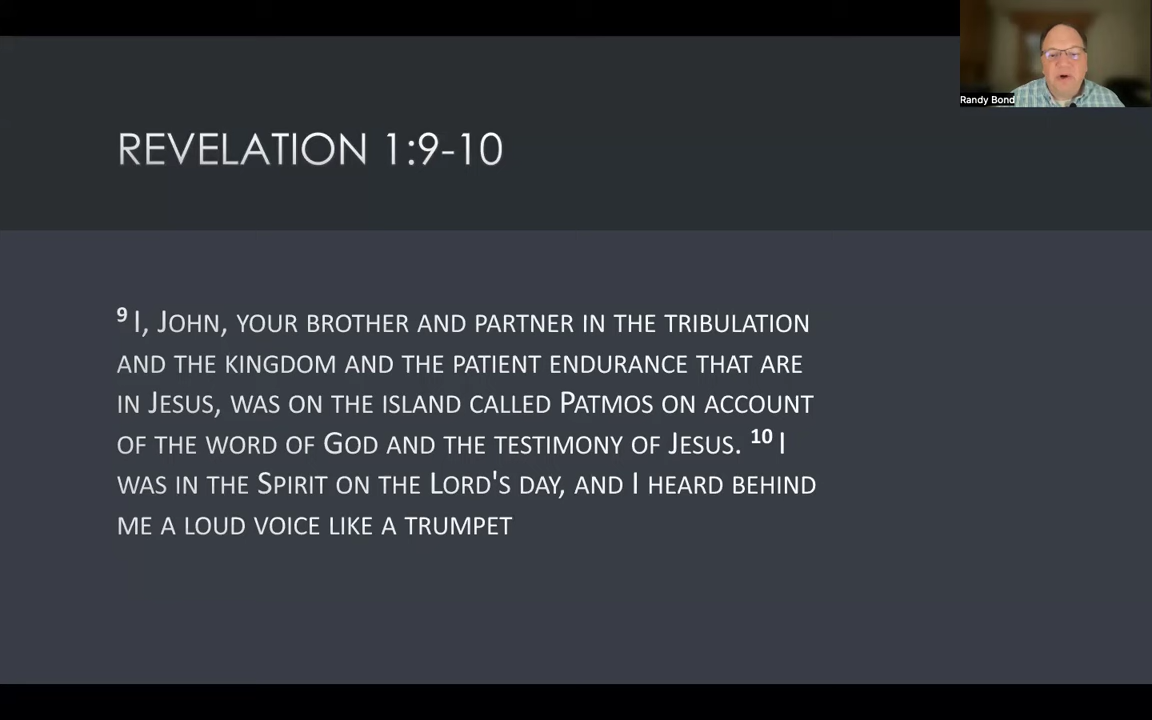 Randy Bond
REVELATION 1:9-10
9 I, John, your brother and partner in the tribulation
and the kingdom and the patient endurance that are
in Jesus, was on the island called Patmos on account
of the word of God and the testimony of Jesus. 10 I
was in the Spirit on the Lord's day, and I heard behind
me a loud voice like a trumpet